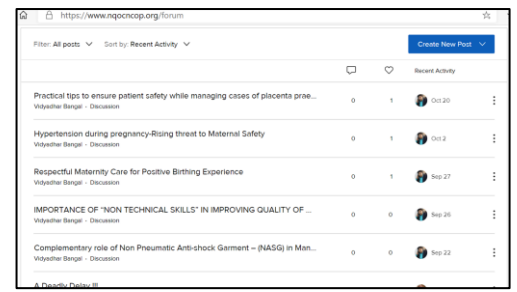 https://www.nqocncop.org/forum
Filter: All posts Sort by: Recent Activity Create New Post
Recent Activity
Practical tips to ensure patient safety while managing cases of placenta prae...
Vidyadhar Bangal - Discussion
0 1 Oct 20
Hypertension during pregnancy-Rising threat to Maternal Safety
Vidyadhar Bangal - Discussion
0 1 Oct 2
Respectful Maternity Care for Positive Birthing Experience
Vidyadhar Bangal - Discussion
0 1 Sep 27
IMPORTANCE OF "NON TECHNICAL SKILLS" IN IMPROVING QUALITY OF ...
Vidyadhar Bangal - Discussion
0 0 Sep 26
Complementary role of Non Pneumatic Anti-shock Garment – (NASG) in Man...
Vidyadhar Bangal - Discussion
0 0 Sep 22
A Deadly Delay !!!